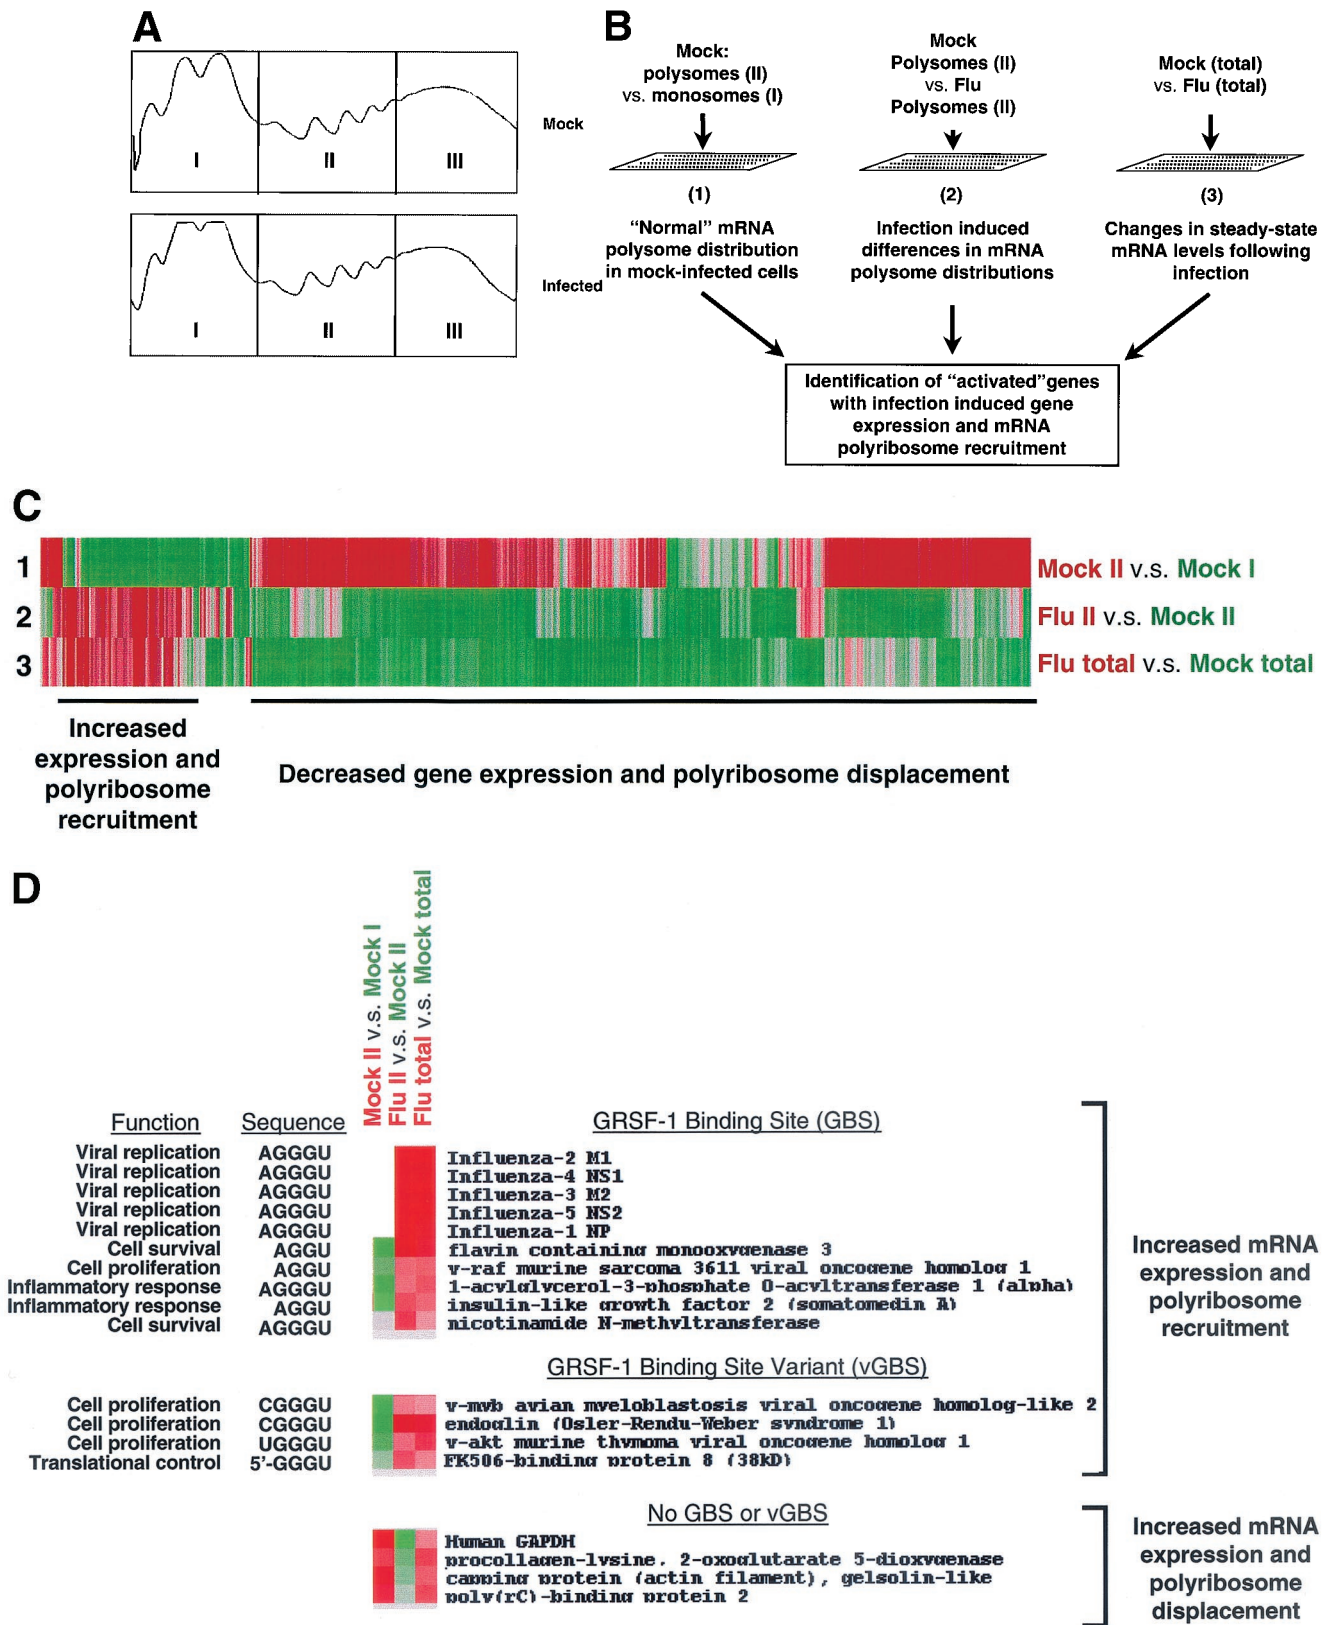 A
I
II
III
Mock
I
II
III
Infected
B
Mock:
polysomes (II)
vs. monosomes (I)
(1)
“Normal” mRNA
polysome distribution
in mock-infected cells
Mock
Polysomes (II)
vs. Flu
Polysomes (II)
(2)
Infection induced
differences in mRNA
polysome distributions
Mock (total)
vs. Flu (total)
(3)
Changes in steady-state
mRNA levels following
infection
Identification of “activated”genes
with infection induced gene
expression and mRNA
polyribosome recruitment
C
1
2
3
Mock II v.s. Mock I
Flu II v.s. Mock II
Flu total v.s. Mock total
Increased
expression and
polyribosome
recruitment
Decreased gene expression and polyribosome displacement
D
Mock II v.s. Mock I
Flu II v.s. Mock II
Flu total v.s. Mock total
Function Sequence GRSF-1 Binding Site (GBS)
Viral replication AGGGU Influenza-2 M1
Viral replication AGGGU Influenza-4 NS1
Viral replication AGGGU Influenza-3 M2
Viral replication AGGGU Influenza-5 NS2
Viral replication AGGGU Influenza-1 NP
Cell survival AGGU flavin containing monooxygenase 3
Cell proliferation AGGU v-raf murine sarcoma 3611 viral oncogene homolog 1
Inflammatory response AGGGU 1-acylglycerol-3-phosphate O-acyltransferase 1 (alpha)
Inflammatory response AGGU insulin-like growth factor 2 (somatomedin A)
Cell survival AGGGU nicotinamide N-methyltransferase
GRSF-1 Binding Site Variant (vGBS)
Cell proliferation CGGGU v-myb avian myeloblastosis viral oncogene homolog-like 2
Cell proliferation CGGGU endoglin (Osler-Rendu-Weber syndrome 1)
Cell proliferation UGGGU v-akt murine thymoma viral oncogene homolog 1
Translational control 5’-GGGU FK506-binding protein 8 (38kD)
Increased mRNA
expression and
polyribosome
recruitment
No GBS or vGBS
Human GAPDH
procollagen-lysine, 2-oxoglutarate 5-dioxygenase
capping protein (actin filament), gelsolin-like
poly(rC)-binding protein 2
Increased mRNA
expression and
polyribosome
displacement